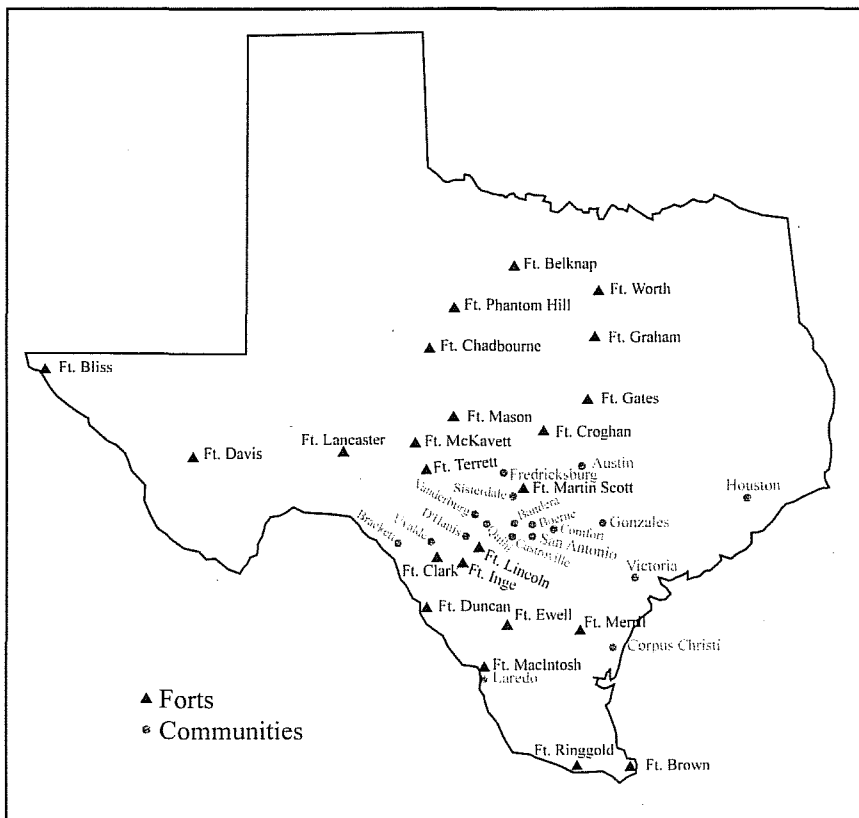 Ft. Belknap
Ft. Worth
Ft. Phantom Hill
Ft. Graham
Ft. Chadbourne
Ft. Bliss
Ft. Gates
Ft. Mason
Ft. Croghan
Ft. Lancaster
Ft. McKavett
Ft. Davis
Ft. Terrett
Austin
Fredricksburg
Houston
Ft. Martin Scott
Sisterdale
Vanderburg
Bandera
Boerne
Gonzales
Comfort
D'Hanis
Quihi
Uvalde
Brackett
Castroville
San Antonio
Ft. Lincoln
Ft. Clark
Ft. Inge
Victoria
Ft. Duncan
Ft. Ewell
Ft. Merrill
Corpus Christi
Ft. MacIntosh
Laredo
Forts
Communities
Ft. Ringgold
Ft. Brown